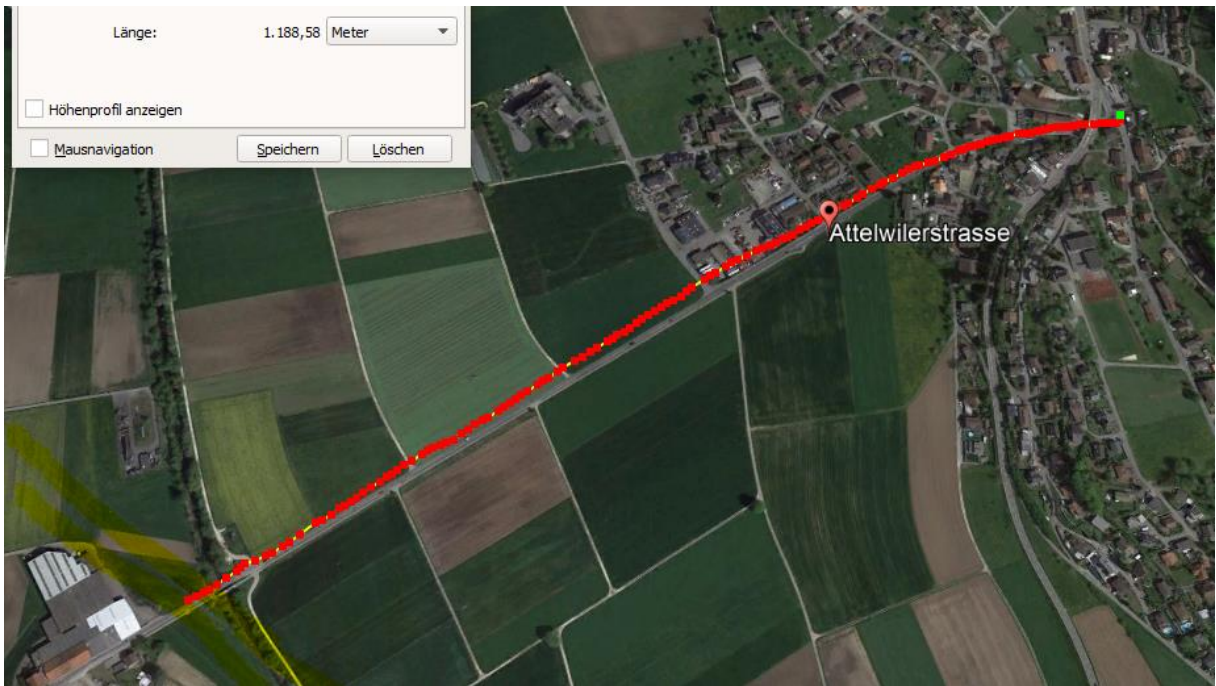 Länge: 1.188,58 Meter
Höhenprofil anzeigen
Mausnavigation Speichern Löschen
Attelwilerstrasse